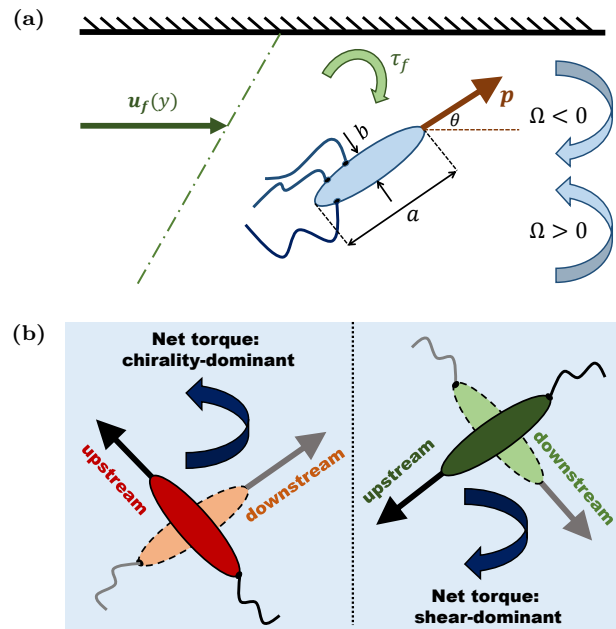 (a)
τ_f
u_f(y)
p
b
θ
Ω < 0
a
Ω > 0
(b)
Net torque:
chirality-dominant
upstream
downstream
upstream
downstream
Net torque:
shear-dominant